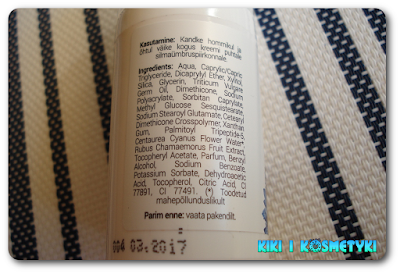 Kasutamine: Kandke hommikul ja
õhtul väike kogus kreemi puhtale
silmaümbruspiirkonnale.
Ingredients: Aqua, Caprylic/Capric
Triglyceride, Dicaprylyl Ether, Xylitol,
Silica, Glycerin, Triticum Vulgare
Germ Oil, Dimethicone, Sodium
Polyacrylate, Sorbitan Caprylate,
Methyl Glucose Sesquistearate,
Sodium Stearoyl Glutamate, Cetearyl
Dimethicone Crosspolymer, Xanthan
Gum, Palmitoyl Tripeptide-5,
Centaurea Cyanus Flower Water*,
Rubus Chamaemorus Fruit Extract,
Tocopheryl Acetate, Parfum, Benzyl
Alcohol, Sodium Benzoate,
Potassium Sorbate, Dehydroacetic
Acid, Tocopherol, Citric Acid, CI
77891, CI 77491. (*) Toodetud
mahepõllunduslikult
Parim enne: vaata pakendilt.
004 03.2017
KIKI I KOSMETYKI